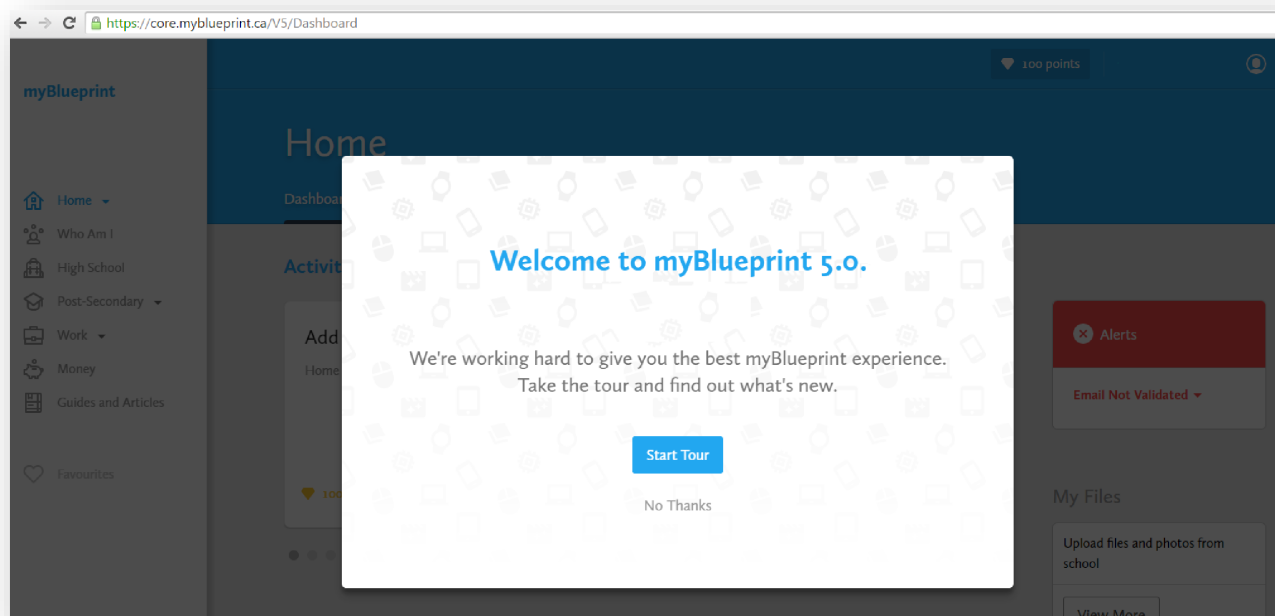 https://core.myblueprint.ca/V5/Dashboard
100 points
myBlueprint
Home
Dashboa
Home
Who Am I
High School
Post-Secondary
Work
Money
Guides and Articles
Favourites
Activit
Add
Home
100
Welcome to myBlueprint 5.0.
We're working hard to give you the best myBlueprint experience.
Take the tour and find out what's new.
Start Tour
No Thanks
Alerts
Email Not Validated
My Files
Upload files and photos from
school
View More